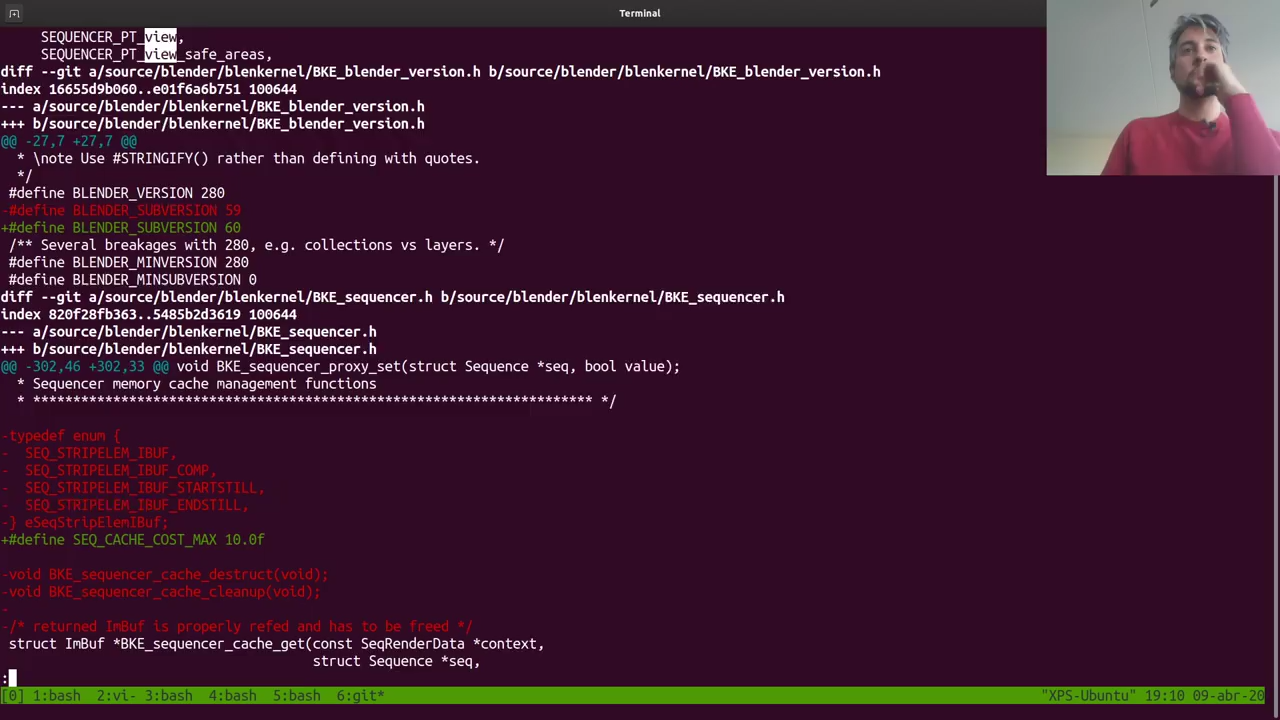 Terminal
SEQUENCER_PT_view,
SEQUENCER_PT_view_safe_areas,
diff --git a/source/blender/blenkernel/BKE_blender_version.h b/source/blender/blenkernel/BKE_blender_version.h
index 16655d9b060..e01f6a6b751 100644
--- a/source/blender/blenkernel/BKE_blender_version.h
+++ b/source/blender/blenkernel/BKE_blender_version.h
@@ -27,7 +27,7 @@
 * \note Use #STRINGIFY() rather than defining with quotes.
 */
#define BLENDER_VERSION 280
-#define BLENDER_SUBVERSION 59
+#define BLENDER_SUBVERSION 60
/** Several breakages with 280, e.g. collections vs layers. */
#define BLENDER_MINVERSION 280
#define BLENDER_MINSUBVERSION 0
diff --git a/source/blender/blenkernel/BKE_sequencer.h b/source/blender/blenkernel/BKE_sequencer.h
index 820f28fb363..5485b2d3619 100644
--- a/source/blender/blenkernel/BKE_sequencer.h
+++ b/source/blender/blenkernel/BKE_sequencer.h
@@ -302,46 +302,33 @@ void BKE_sequencer_proxy_set(struct Sequence *seq, bool value);
 * Sequencer memory cache management functions
 * ********************************************************************** */
-typedef enum {
-  SEQ_STRIPELEM_IBUF,
-  SEQ_STRIPELEM_IBUF_COMP,
-  SEQ_STRIPELEM_IBUF_STARTSTILL,
-  SEQ_STRIPELEM_IBUF_ENDSTILL,
-} eSeqStripElemIBuf;
+#define SEQ_CACHE_COST_MAX 10.0f
-void BKE_sequencer_cache_destruct(void);
-void BKE_sequencer_cache_cleanup(void);
-
-/* returned ImBuf is properly refed and has to be freed */
struct ImBuf *BKE_sequencer_cache_get(const SeqRenderData *context,
struct Sequence *seq,
:
[0] 1:bash  2:vi- 3:bash  4:bash  5:bash  6:git* "XPS-Ubuntu" 19:10 09-abr-20